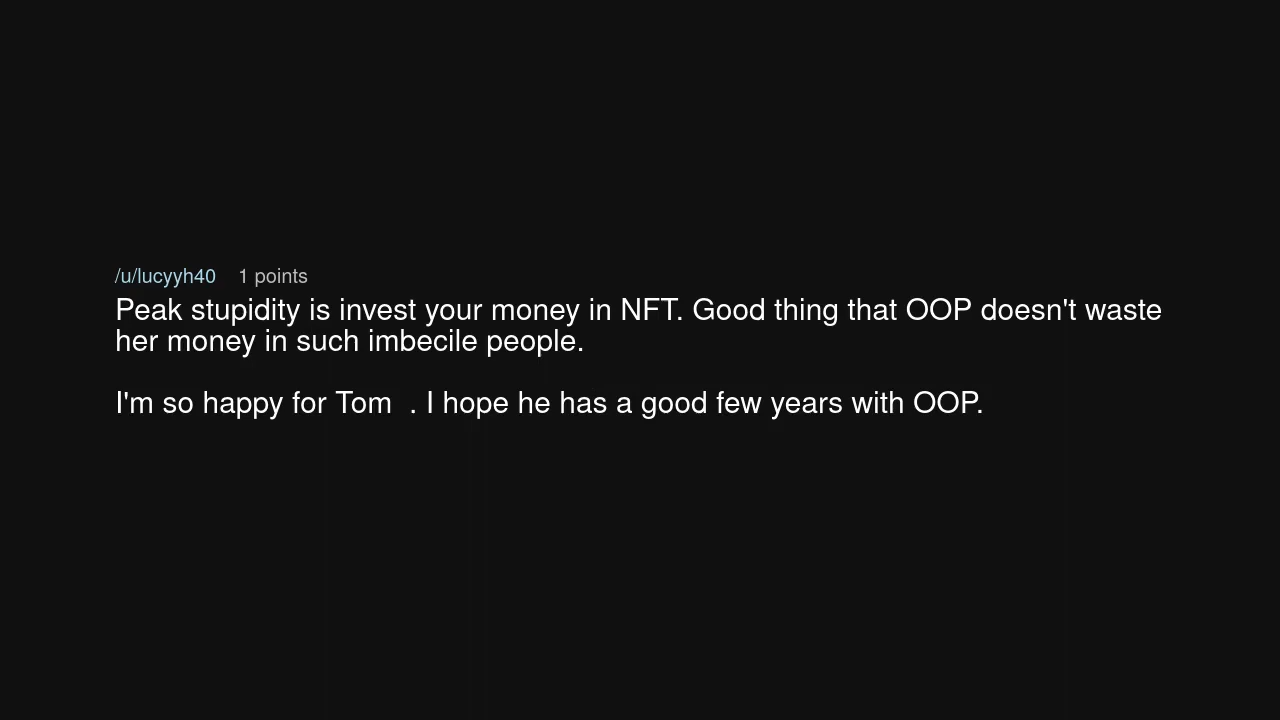 /u/lucyyh40 1 points
Peak stupidity is invest your money in NFT. Good thing that OOP doesn't waste
her money in such imbecile people.
I'm so happy for Tom  . I hope he has a good few years with OOP.